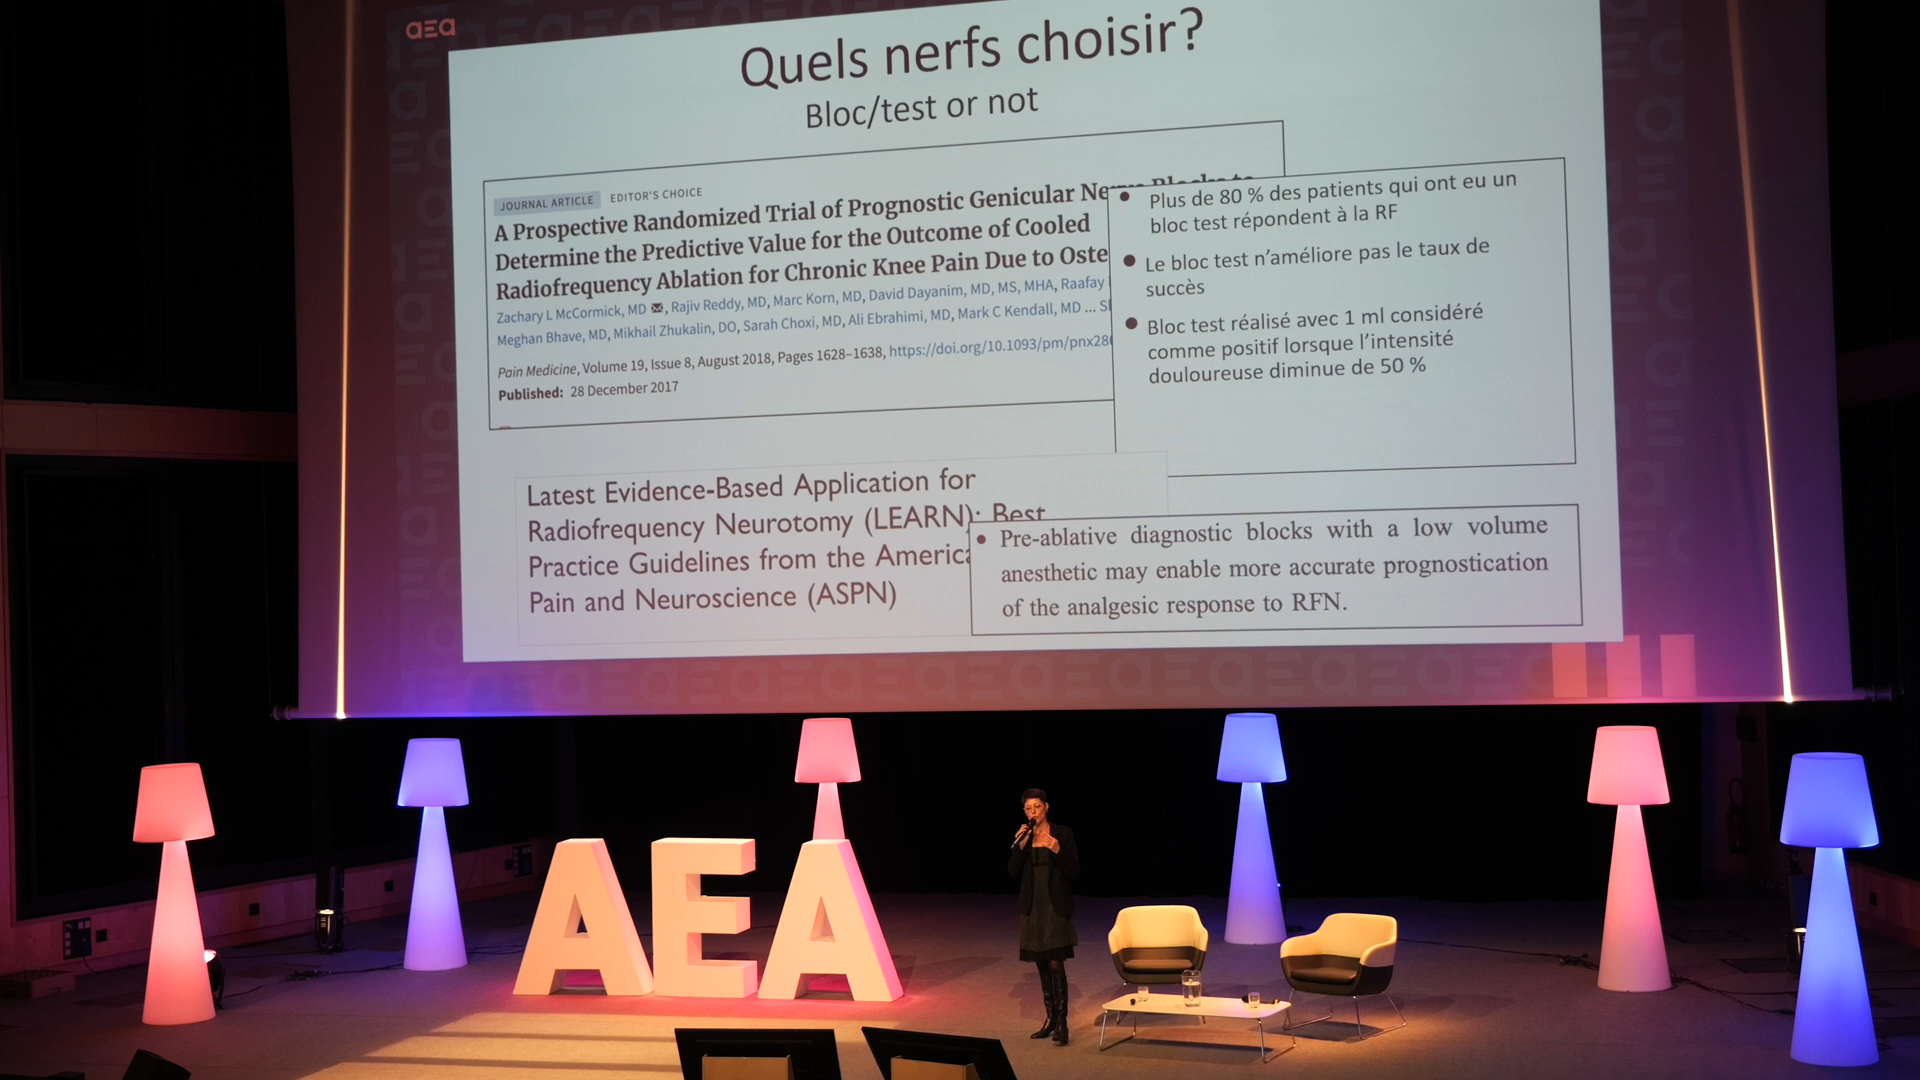 aea
Quels nerfs choisir?
Bloc/test or not
JOURNAL ARTICLE EDITOR'S CHOICE
A Prospective Randomized Trial of Prognostic Genicular Nerve Blocks to
Determine the Predictive Value for the Outcome of Cooled
Radiofrequency Ablation for Chronic Knee Pain Due to Oste
Zachary L McCormick, MD, Rajiv Reddy, MD, Marc Korn, MD, David Dayanim, MD, MS, MHA, Raafay
Meghan Bhave, MD, Mikhail Zhukalin, DO, Sarah Choxi, MD, Ali Ebrahimi, MD, Mark C Kendall, MD ...
Pain Medicine, Volume 19, Issue 8, August 2018, Pages 1628–1638, https://doi.org/10.1093/pm/pnx28
Published: 28 December 2017
• Plus de 80 % des patients qui ont eu un
bloc test répondent à la RF
• Le bloc test n'améliore pas le taux de
succès
• Bloc test réalisé avec 1 ml considéré
comme positif lorsque l'intensité
douloureuse diminue de 50 %
Latest Evidence-Based Application for
Radiofrequency Neurotomy (LEARN): Best
Practice Guidelines from the America
Pain and Neuroscience (ASPN)
• Pre-ablative diagnostic blocks with a low volume
anesthetic may enable more accurate prognostication
of the analgesic response to RFN.
AEA